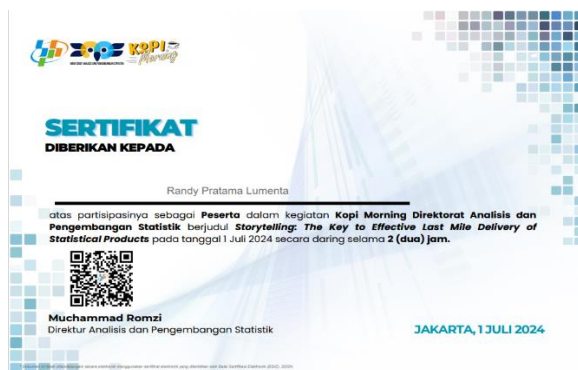 KOPI
Morning
SERTIFIKAT
DIBERIKAN KEPADA
Randy Pratama Lumenta
atas partisipasinya sebagai Peserta dalam kegiatan Kopi Morning Direktorat Analisis dan
Pengembangan Statistik berjudul Storytelling: The Key to Effective Last Mile Delivery of
Statistical Products pada tanggal 1 Juli 2024 secara daring selama 2 (dua) jam.
Muchammad Romzi
Direktur Analisis dan Pengembangan Statistik
JAKARTA, 1 JULI 2024